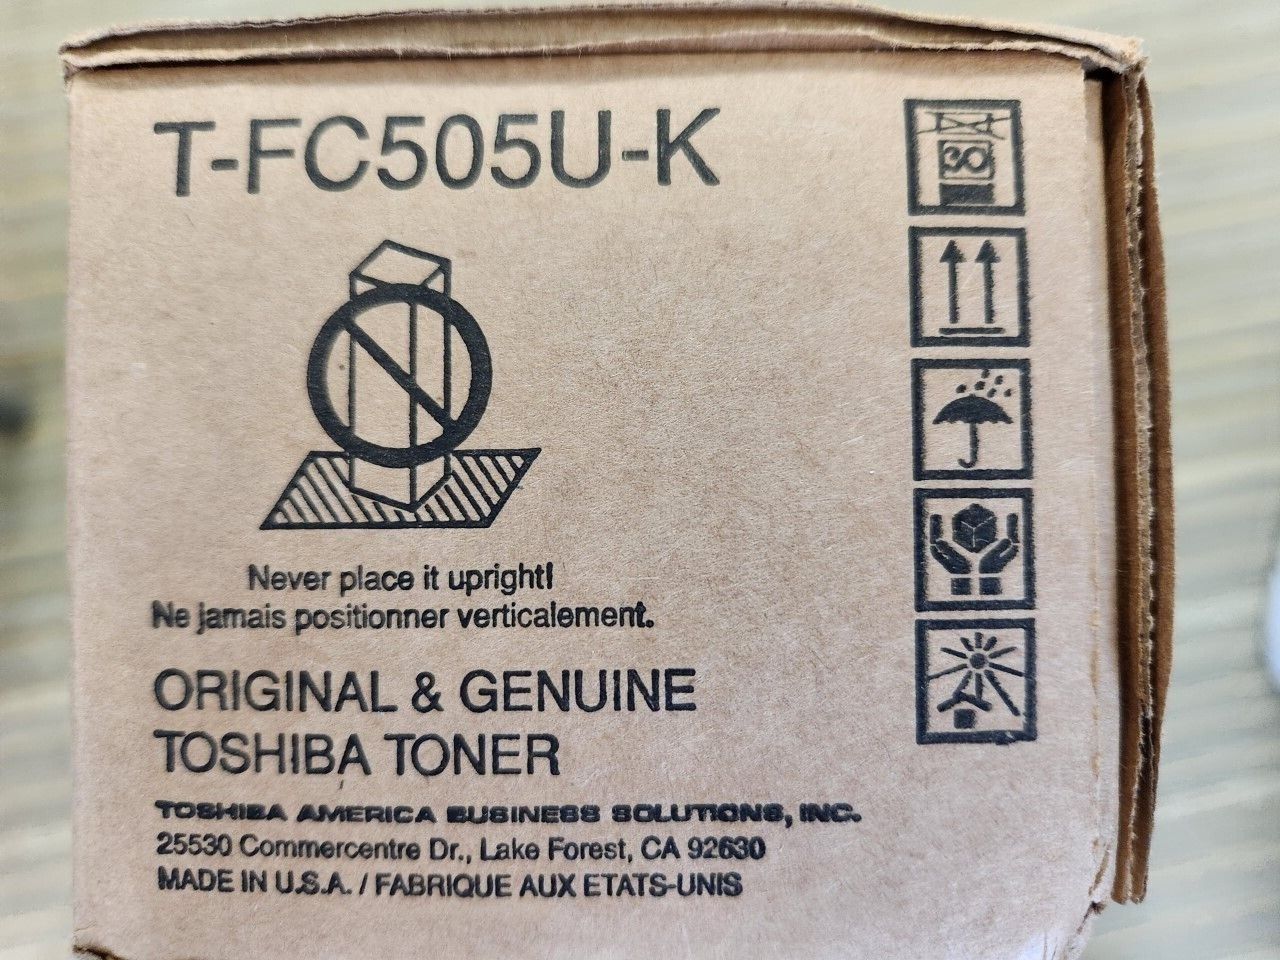 T-FC505U-K
Never place it upright!
Ne jamais positionner verticalement.
ORIGINAL & GENUINE
TOSHIBA TONER
TOSHIBA AMERICA BUSINESS SOLUTIONS, INC.
25530 Commercentre Dr., Lake Forest, CA 92630
MADE IN U.S.A. / FABRIQUE AUX ETATS-UNIS